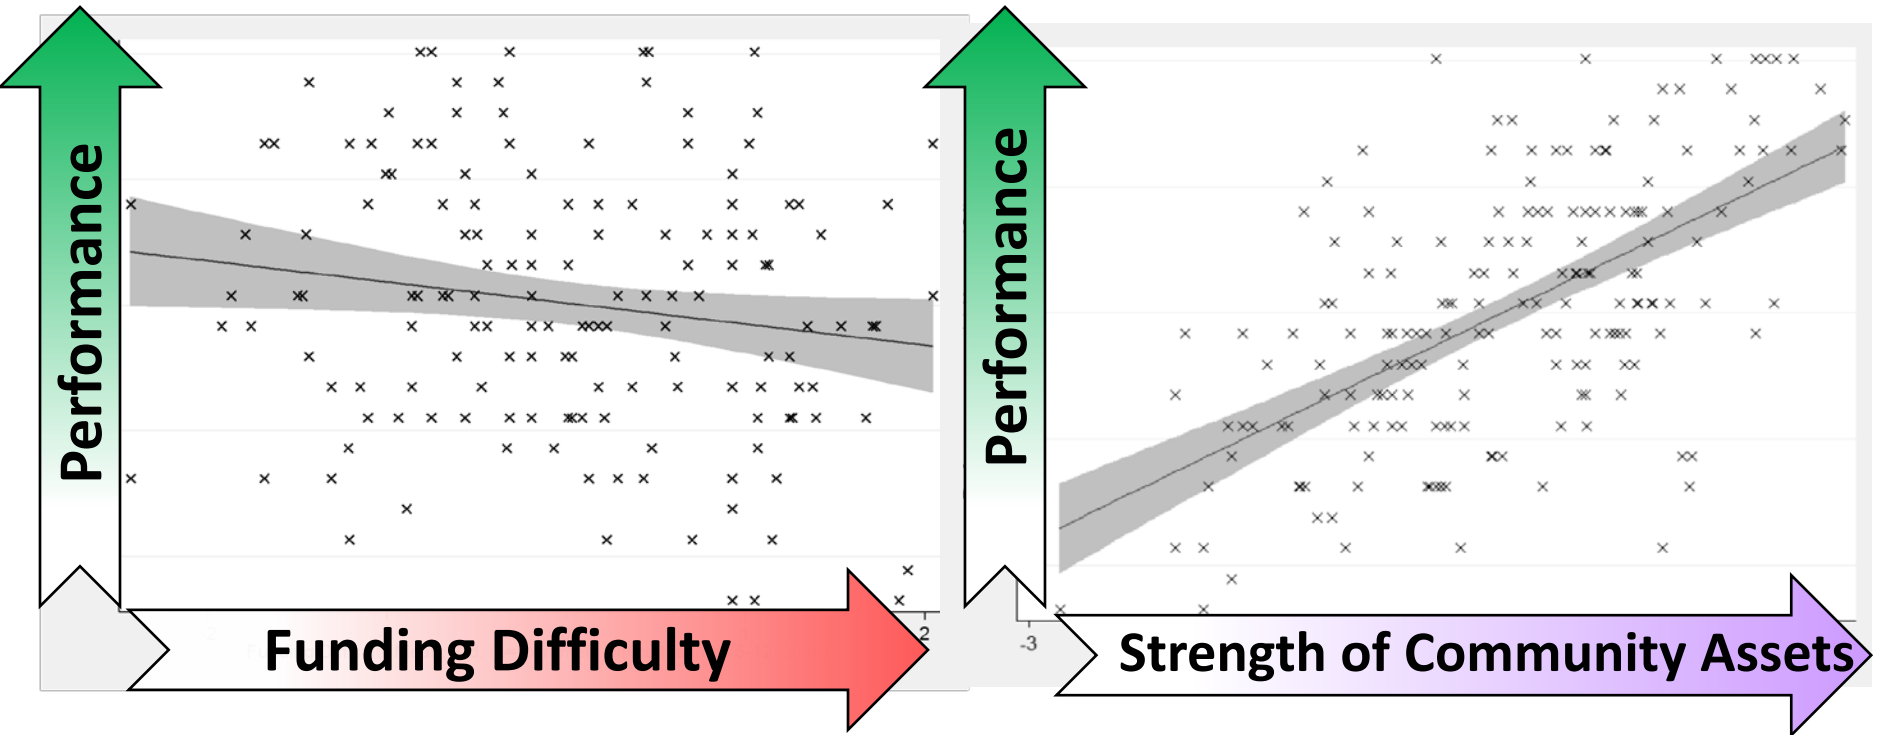 Performance
2
Funding Difficulty
Performance
-3
Strength of Community Assets